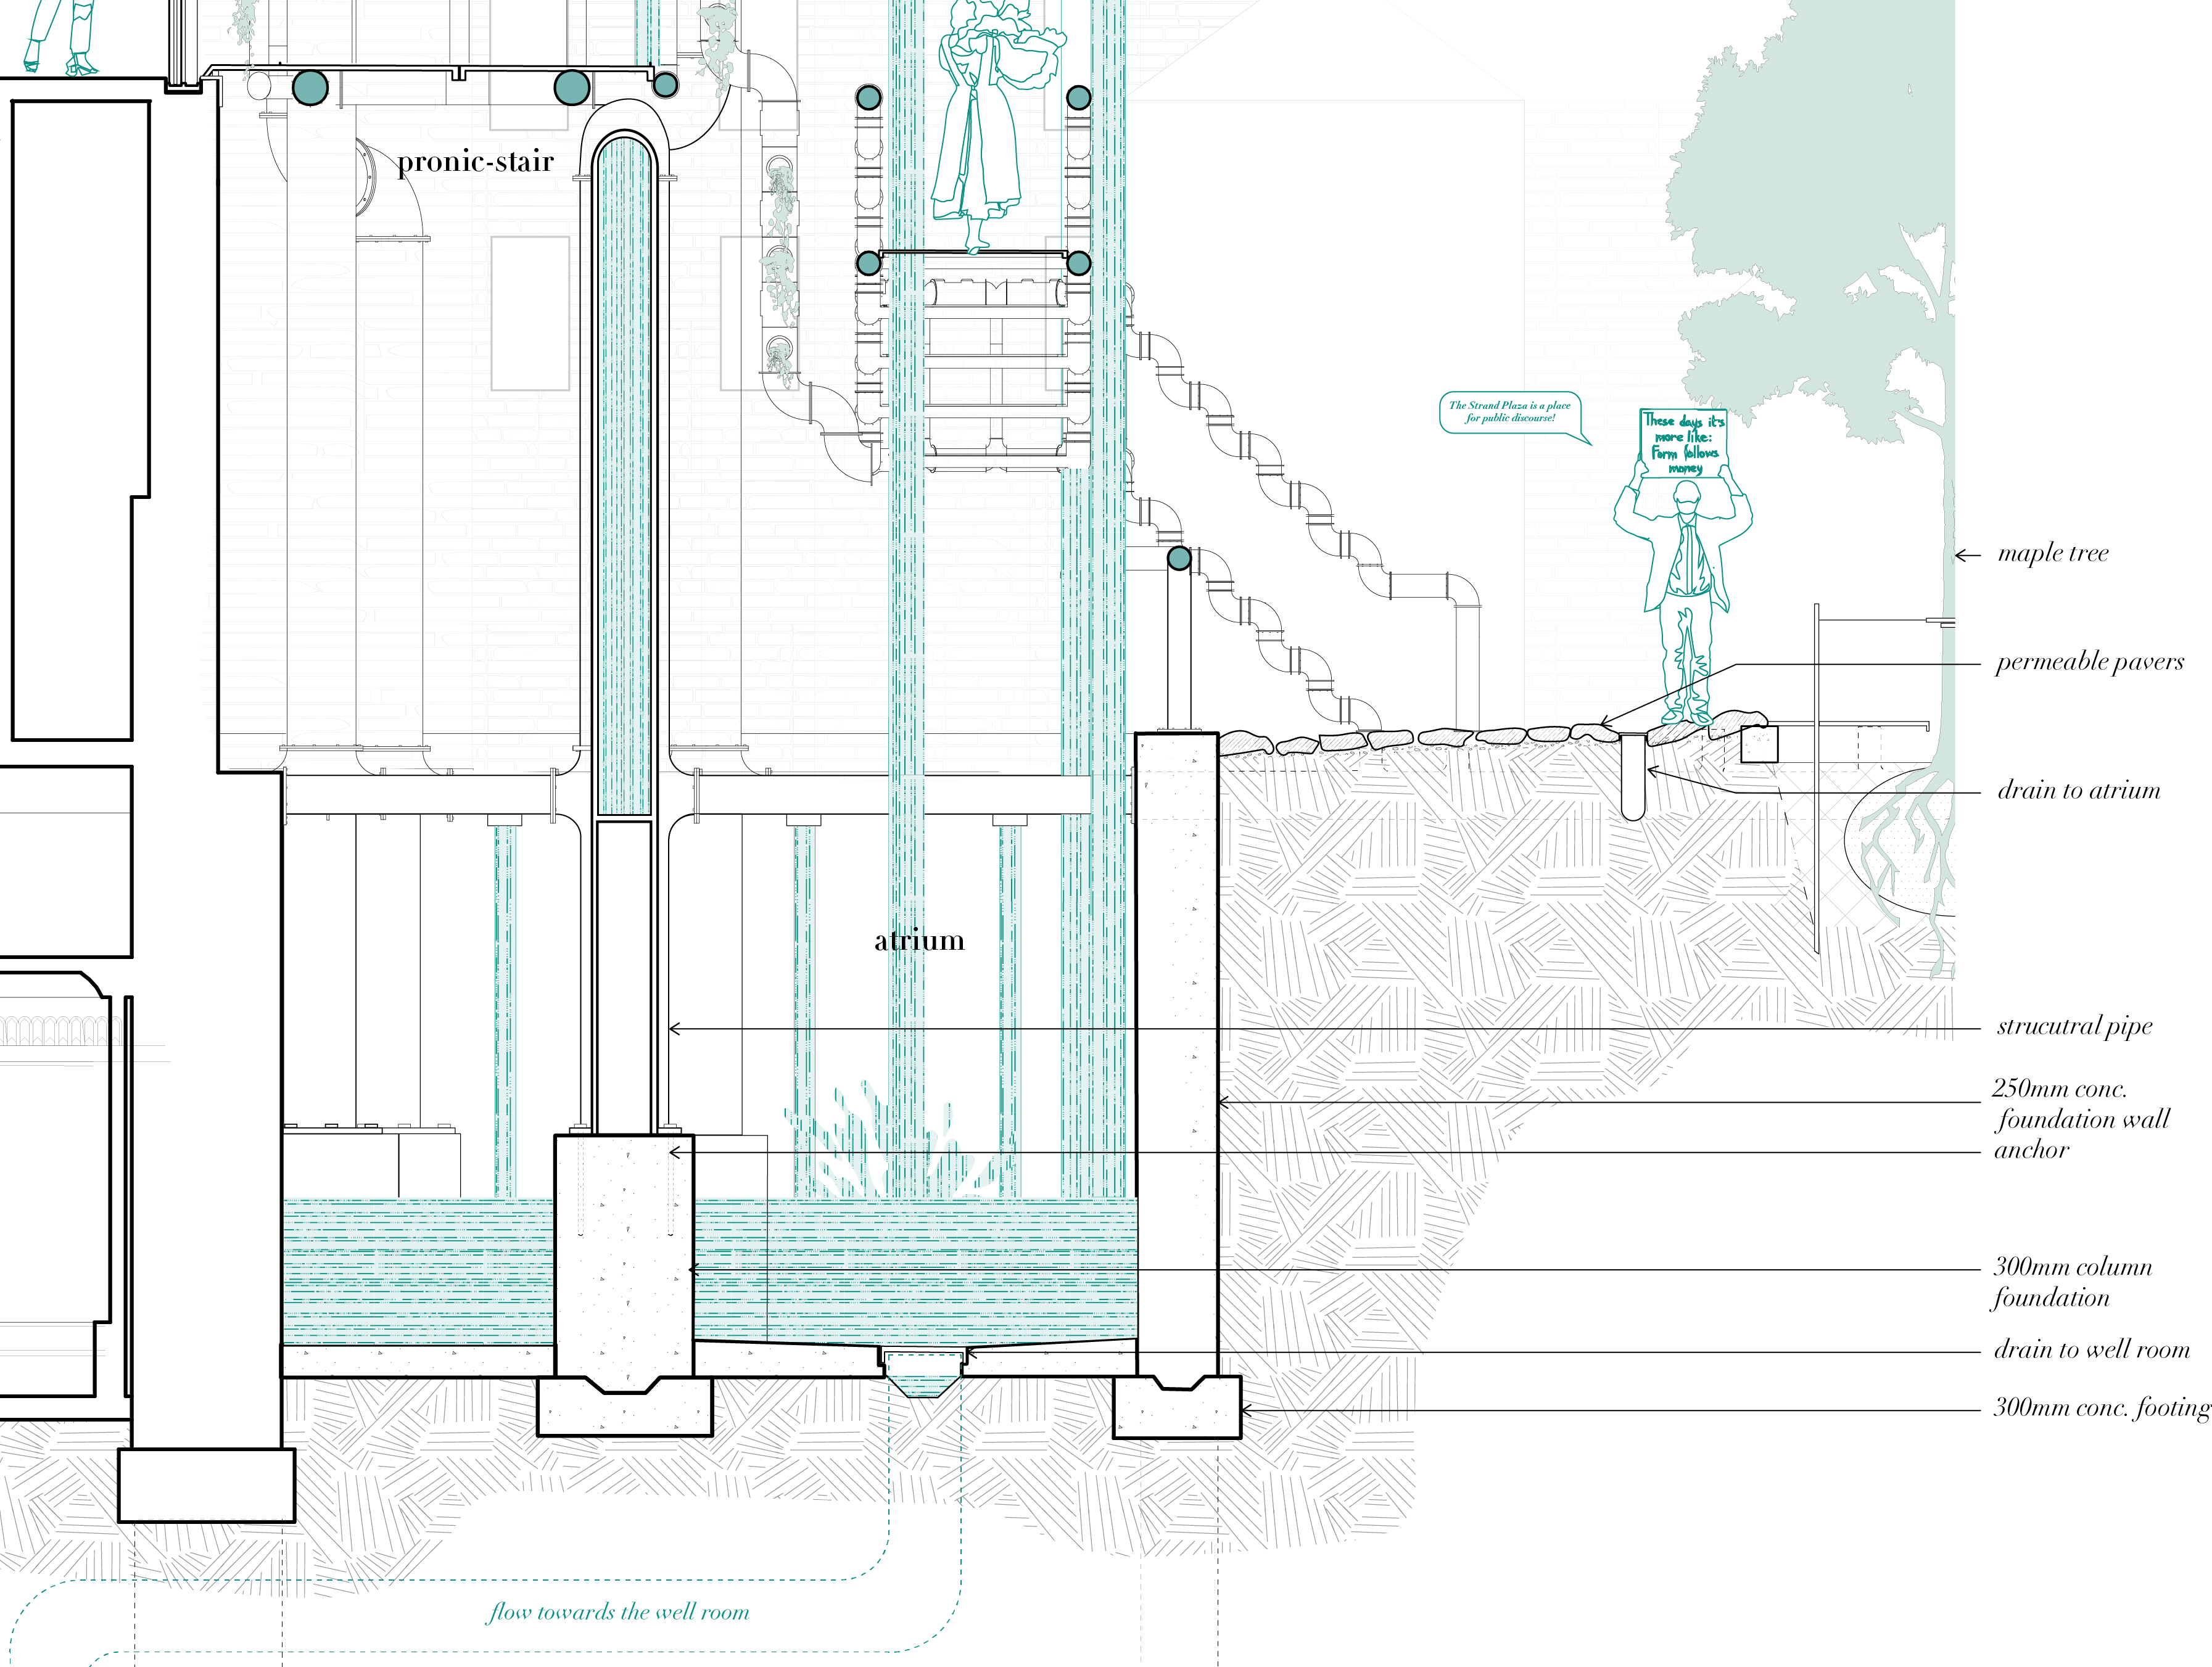 pronic-stair
The Strand Plaza is a place
for public discourse!
These days it's
more like:
Form follows
money
maple tree
permeable pavers
drain to atrium
atrium
strucutral pipe
250mm conc.
foundation wall
anchor
300mm column
foundation
drain to well room
300mm conc. footing
flow towards the well room